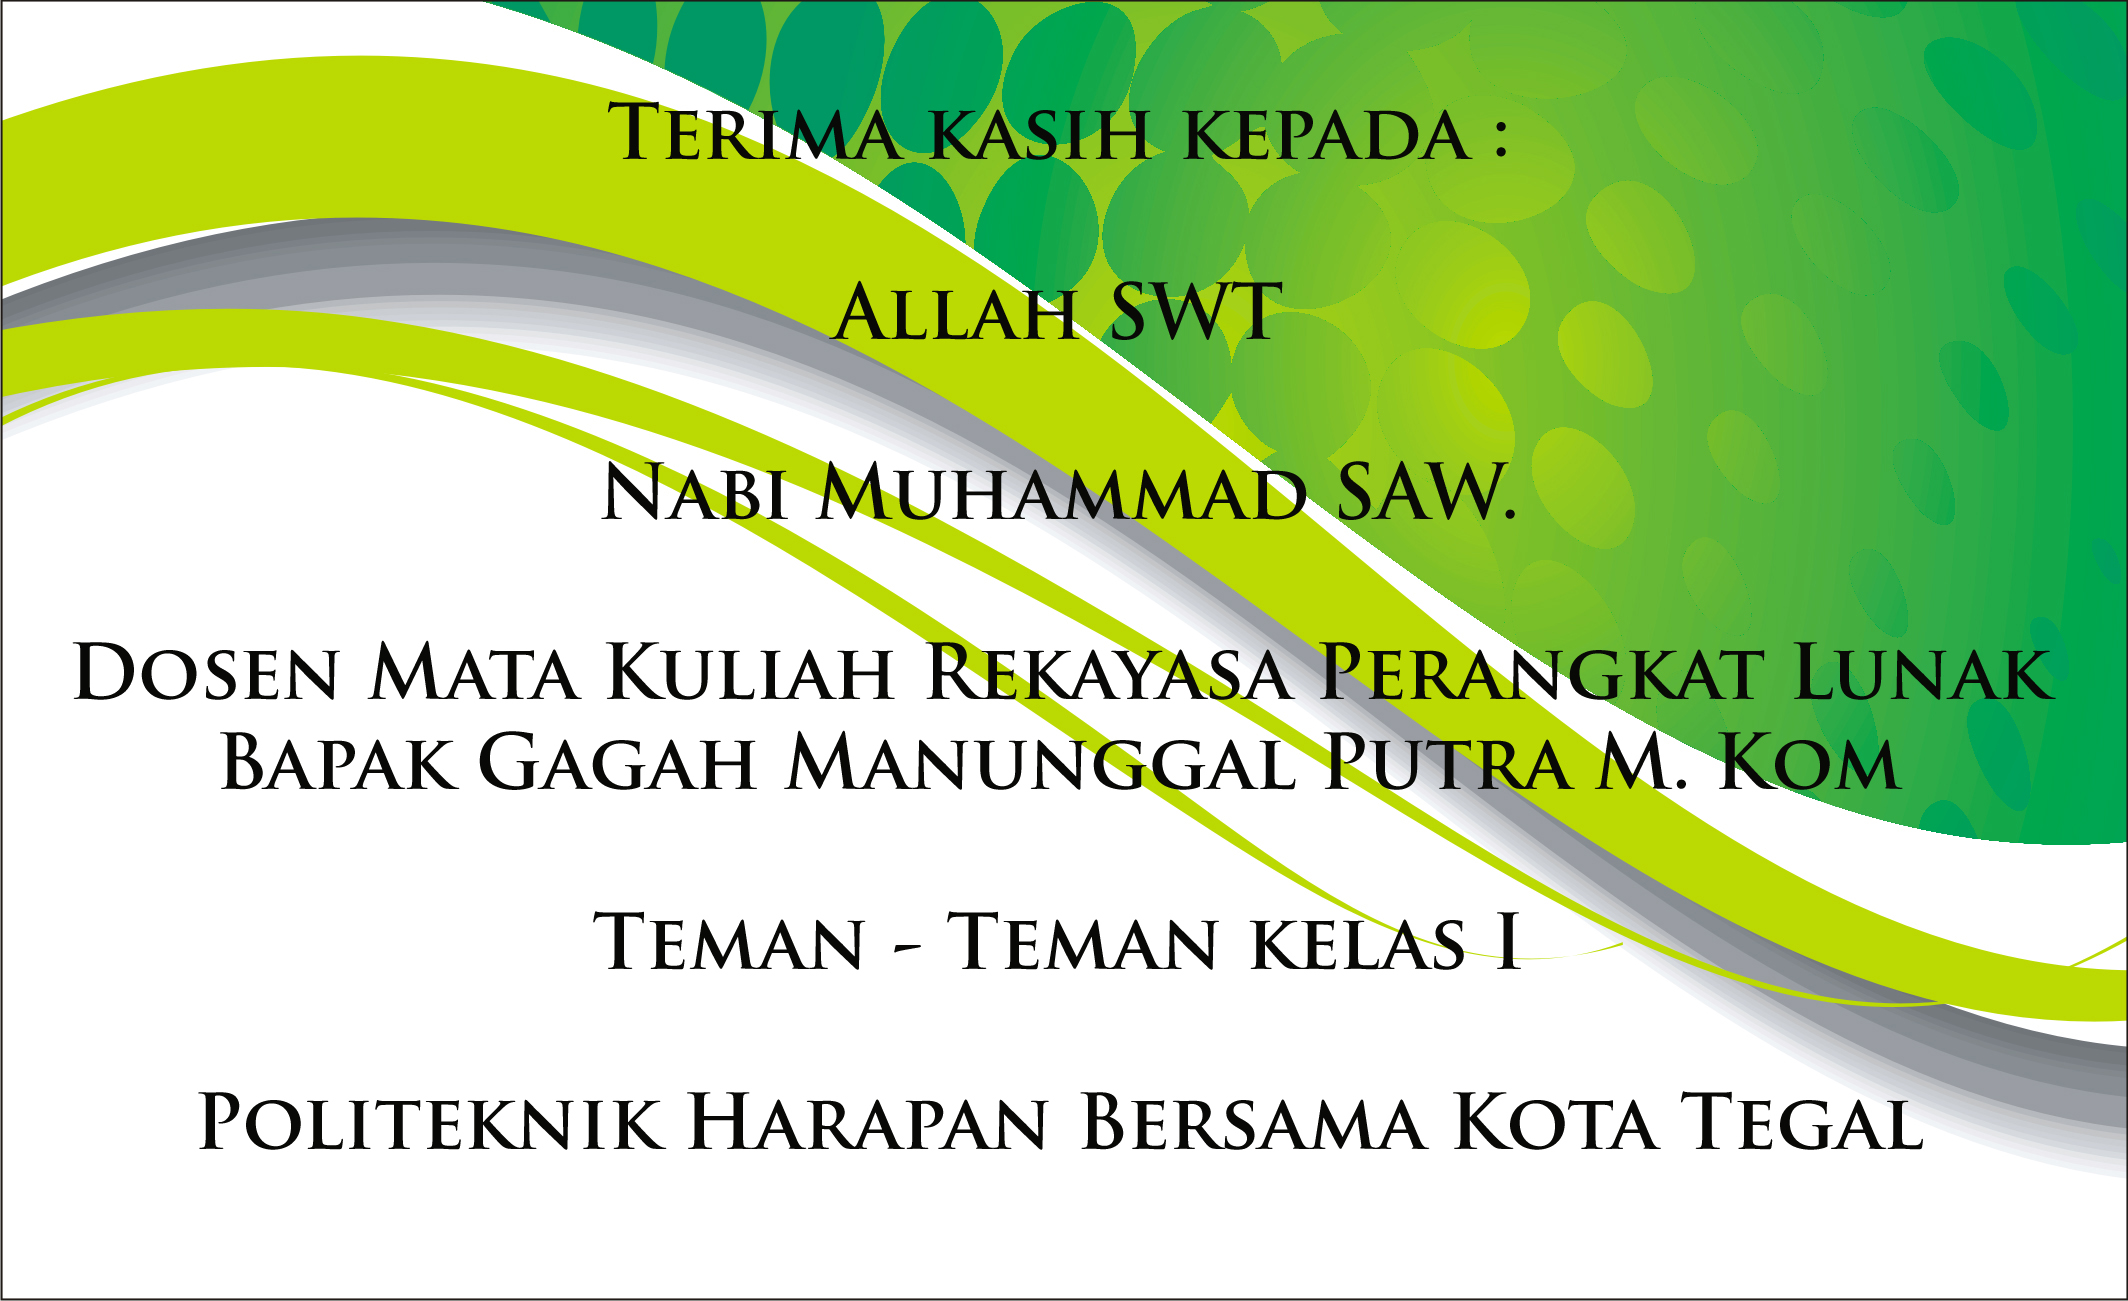 Terima kasih kepada :
Allah SWT
Nabi Muhammad SAW.
Dosen Mata Kuliah Rekayasa Perangkat Lunak
Bapak Gagah Manunggal Putra M. Kom
Teman - Teman kelas I
Politeknik Harapan Bersama Kota Tegal